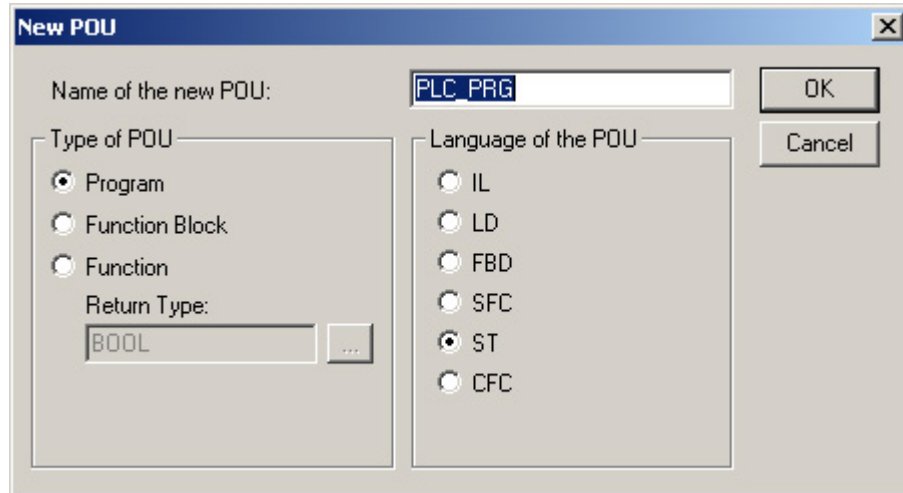 New POU
Name of the new POU:
PLC_PRG
OK
Cancel
Type of POU
Program
Function Block
Function
Return Type:
BOOL
...
Language of the POU
IL
LD
FBD
SFC
ST
CFC